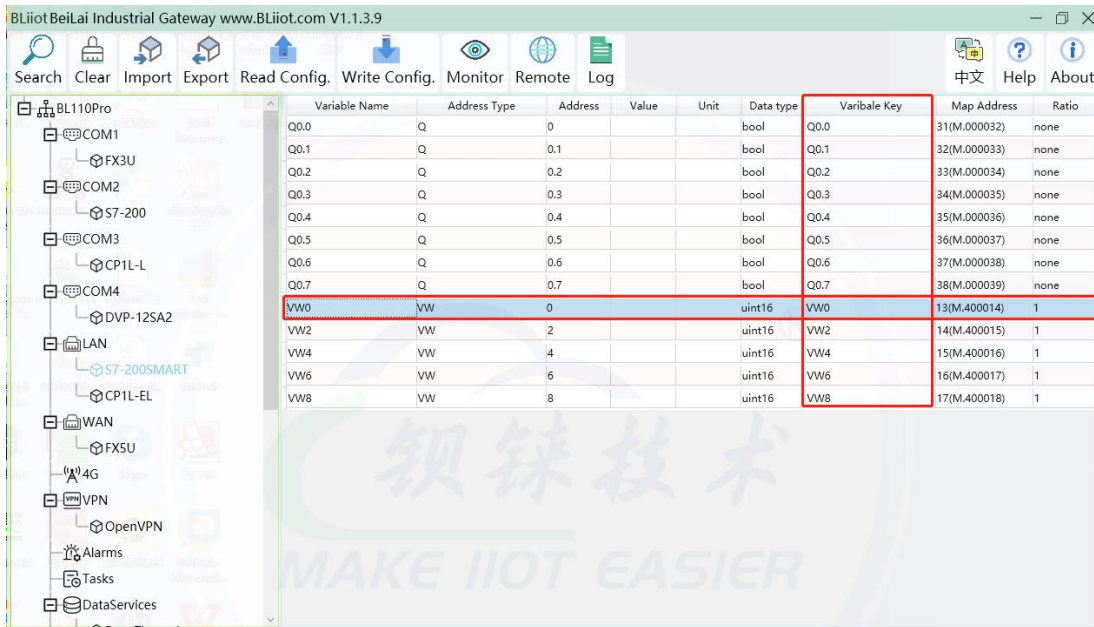 BLiiot BeiLai Industrial Gateway www.BLiiot.com V1.1.3.9
Search Clear Import Export Read Config. Write Config. Monitor Remote Log 中文 Help About
BL110Pro
COM1
FX3U
COM2
S7-200
COM3
CP1L-L
COM4
DVP-12SA2
LAN
S7-200SMART
CP1L-EL
WAN
FX5U
4G
VPN
VPN
OpenVPN
Alarms
Tasks
DataServices
Variable Name Address Type Address Value Unit Data type Varibale Key Map Address Ratio
Q0.0 Q 0 bool Q0.0 31(M.000032) none
Q0.1 Q 0.1 bool Q0.1 32(M.000033) none
Q0.2 Q 0.2 bool Q0.2 33(M.000034) none
Q0.3 Q 0.3 bool Q0.3 34(M.000035) none
Q0.4 Q 0.4 bool Q0.4 35(M.000036) none
Q0.5 Q 0.5 bool Q0.5 36(M.000037) none
Q0.6 Q 0.6 bool Q0.6 37(M.000038) none
Q0.7 Q 0.7 bool Q0.7 38(M.000039) none
VW0 VW 0 uint16 VW0 13(M.400014) 1
VW2 VW 2 uint16 VW2 14(M.400015) 1
VW4 VW 4 uint16 VW4 15(M.400016) 1
VW6 VW 6 uint16 VW6 16(M.400017) 1
VW8 VW 8 uint16 VW8 17(M.400018) 1
钡铼技术
MAKE IIOT EASIER